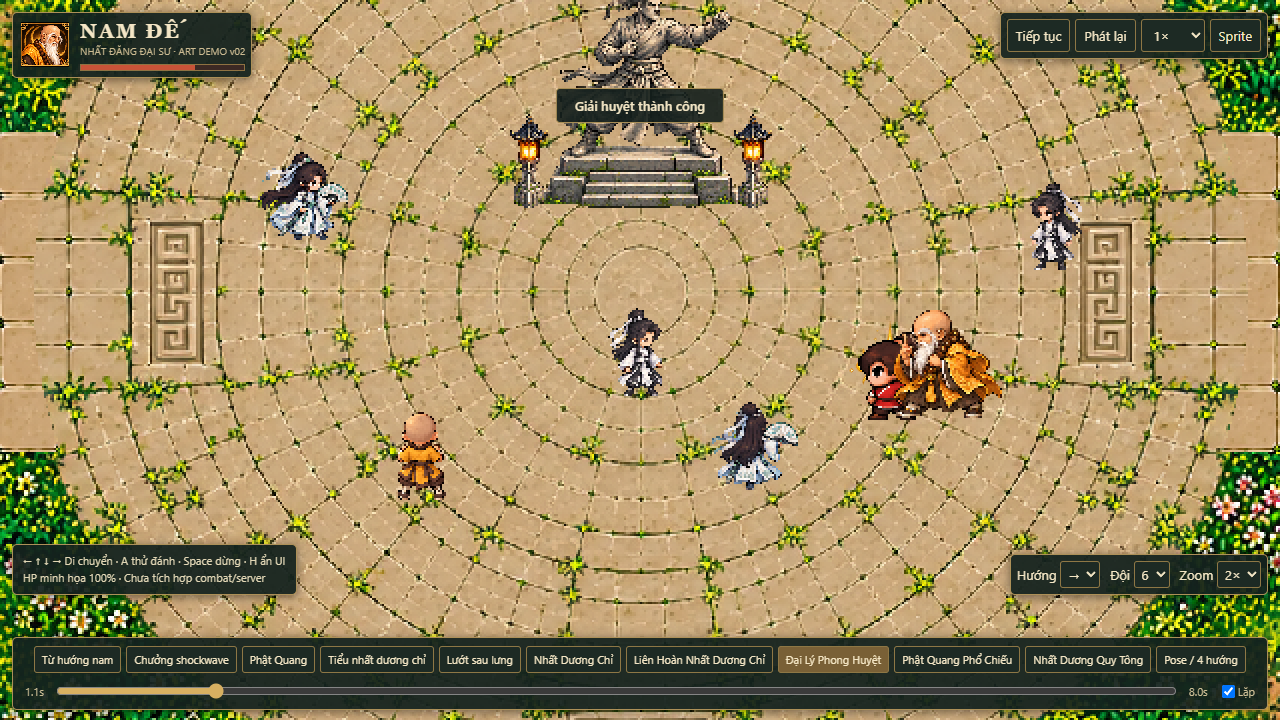 NAM ĐẾ
NHẤT ĐĂNG ĐẠI SƯ · ART DEMO v02
Tiếp tục
Phát lại
1×
Sprite
Giải huyệt thành công
← ↑ ↓ → Di chuyển · A thử đánh · Space dừng · H ẩn UI
HP minh họa 100% · Chưa tích hợp combat/server
Hướng → Đội 6 Zoom 2×
Từ hướng nam
Chưởng shockwave
Phật Quang
Tiểu nhất dương chỉ
Lướt sau lưng
Nhất Dương Chỉ
Liên Hoàn Nhất Dương Chỉ
Đại Lý Phong Huyệt
Phật Quang Phổ Chiếu
Nhất Dương Quy Tông
Pose / 4 hướng
1.1s
8.0s
Lặp